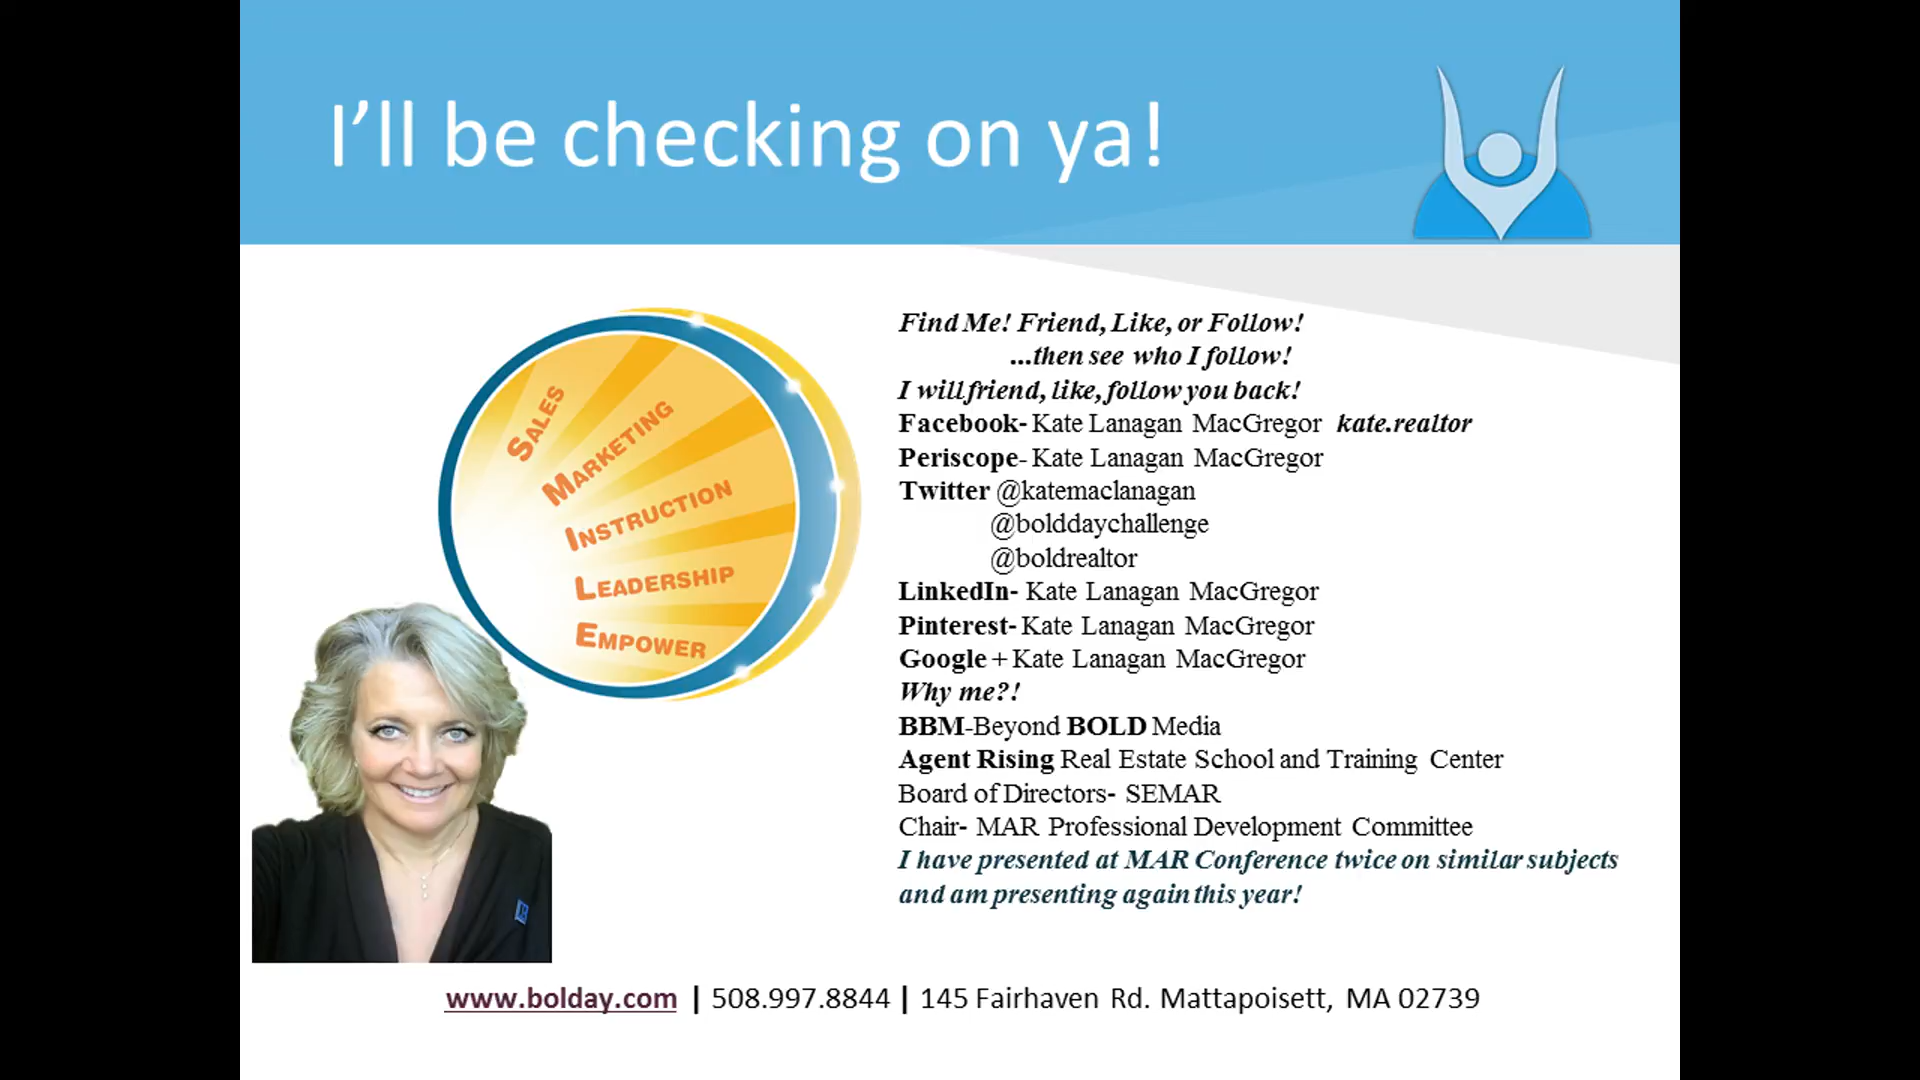 I'll be checking on ya!
SALES
MARKETING
INSTRUCTION
LEADERSHIP
EMPOWER
Find Me! Friend, Like, or Follow!
...then see who I follow!
I will friend, like, follow you back!
Facebook- Kate Lanagan MacGregor kate.realtor
Periscope- Kate Lanagan MacGregor
Twitter @katemaclanagan
@bolddaychallenge
@boldrealtor
LinkedIn- Kate Lanagan MacGregor
Pinterest- Kate Lanagan MacGregor
Google + Kate Lanagan MacGregor
Why me?!
BBM-Beyond BOLD Media
Agent Rising Real Estate School and Training Center
Board of Directors- SEMAR
Chair- MAR Professional Development Committee
I have presented at MAR Conference twice on similar subjects
and am presenting again this year!
www.bolday.com | 508.997.8844 | 145 Fairhaven Rd. Mattapoisett, MA 02739